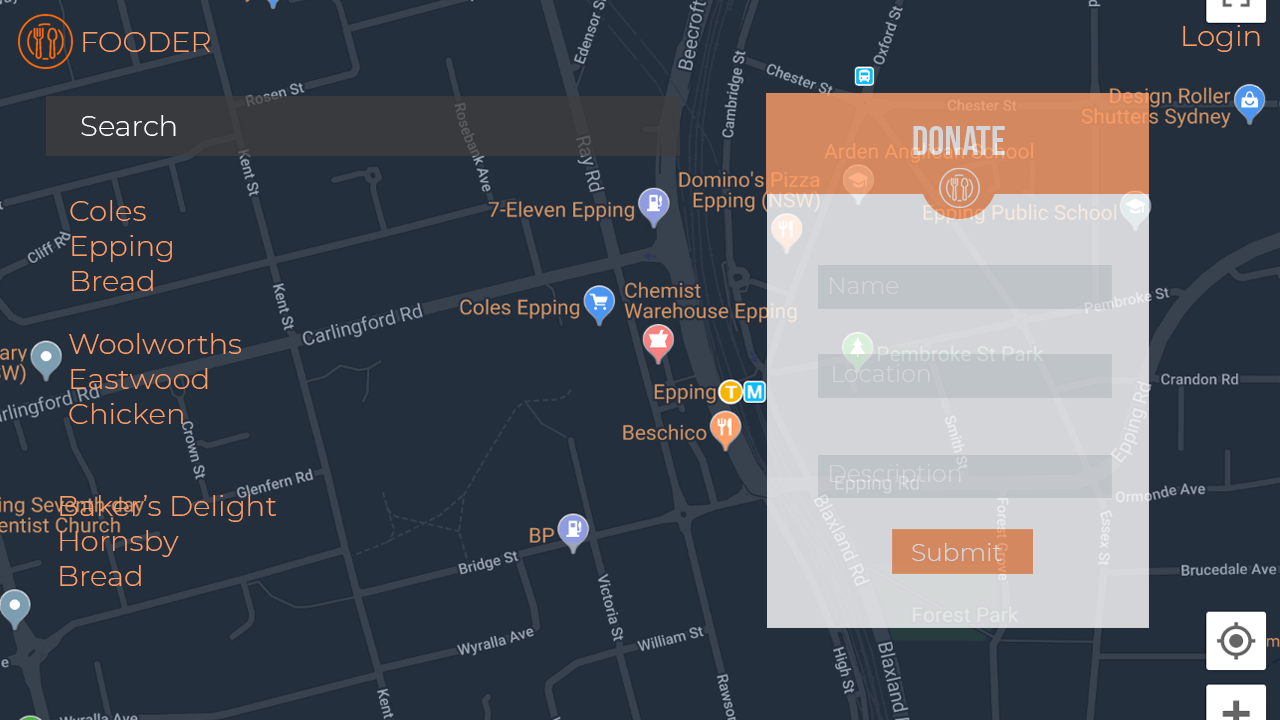 FOODER
Login
Search
Coles
Epping
Bread
Woolworths
Eastwood
Chicken
Baker’s Delight
Hornsby
Bread
DONATE
Name
Location
Description
Submit
Edensor St
Beecroft
Oxford St
Cambridge St
Chester St
Chester St
Design Roller
Shutters Sydney
Rosen St
Rosebank Ave
Ray Rd
Kent St
Arden Anglican School
Domino's Pizza
Epping (NSW)
7-Eleven Epping
Epping Public School
Cliff Rd
Kent St
Carlingford Rd
Coles Epping
Chemist
Warehouse Epping
Pembroke St
Pembroke St Park
ary
SW)
arlingford Rd
Epping
T
M
Crandon Rd
Epping Rd
Beschico
Smith St
Crown St
Glenfern Rd
Epping Rd
Ormonde Ave
ing Seventh-day
entist Church
BP
Blaxland Rd
Forest Grove
Essex St
Bridge St
Brucedale Ave
Victoria St
Forest Park
Wyralla Ave
William St
High St
Blaxland
Kent
Rawson
Wyralla Ave